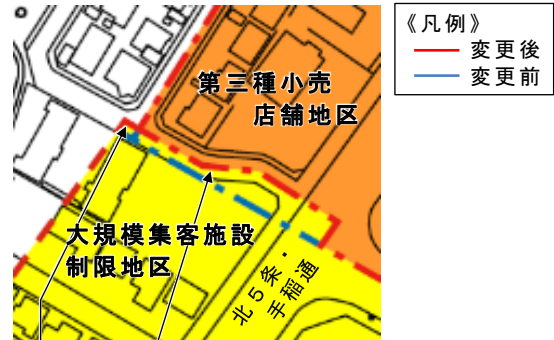 《凡例》
変更後
変更前
第三種小売
店舗地区
大規模集客施設
制限地区
北5条・
手稲通